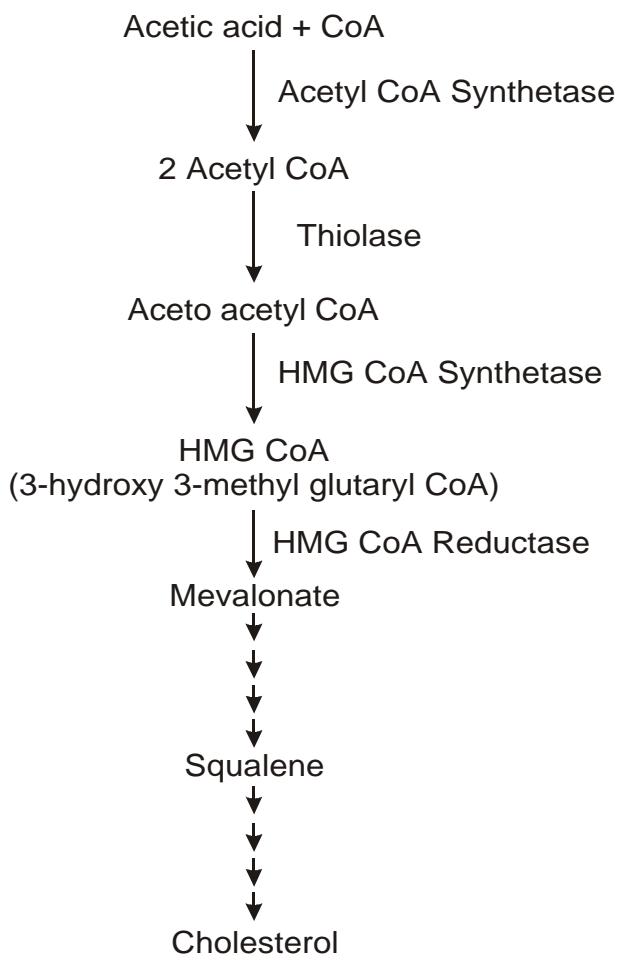 Acetic acid + CoA
Acetyl CoA Synthetase
2 Acetyl CoA
Thiolase
Aceto acetyl CoA
HMG CoA Synthetase
HMG CoA
(3-hydroxy 3-methyl glutaryl CoA)
HMG CoA Reductase
Mevalonate
Squalene
Cholesterol